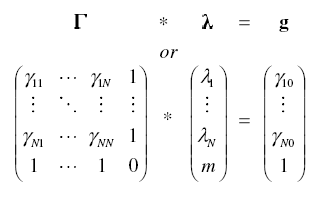 Γ * λ = g
or
γ11 ⋯ γ1N 1 λ1 γ10
⋮ ⋱ ⋮ ⋮ * ⋮ = ⋮
γN1 ⋯ γNN 1 λN γN0
1 ⋯ 1 0 m 1